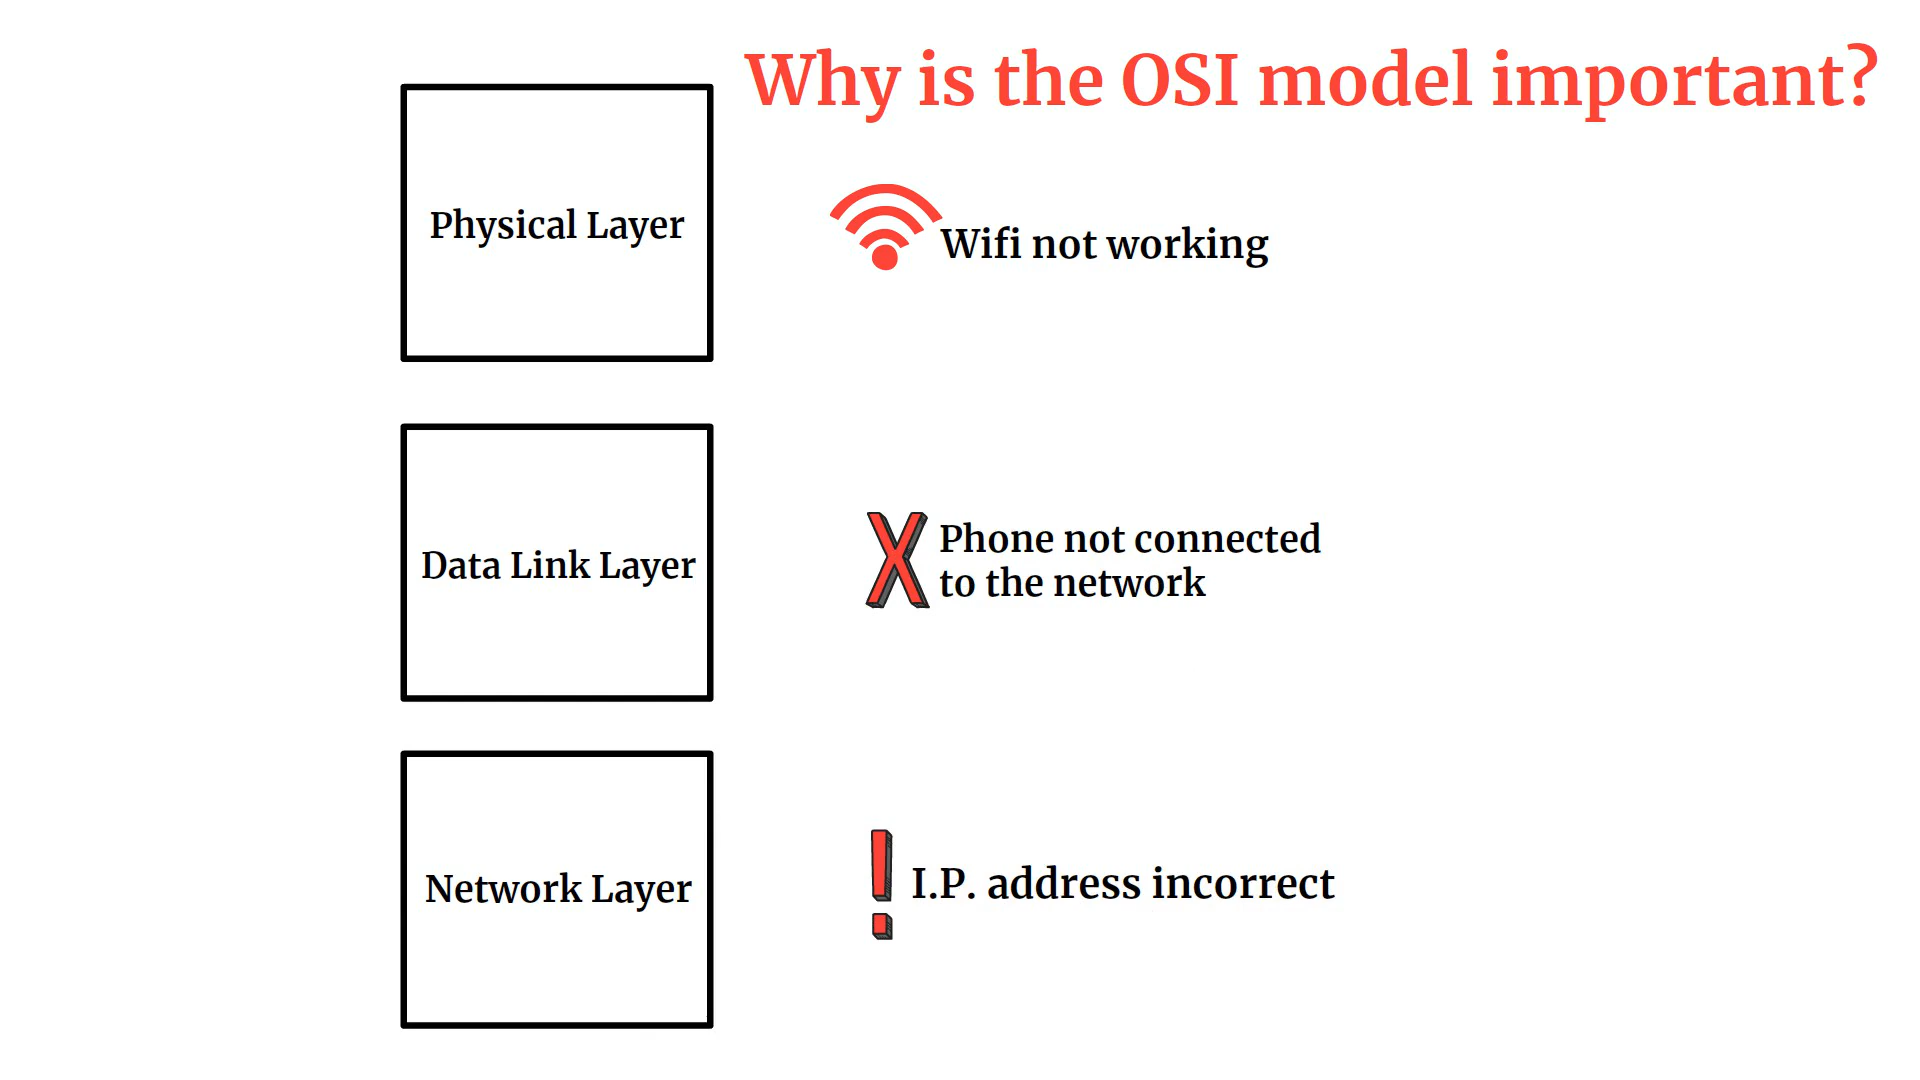 Why is the OSI model important?
Physical Layer
Wifi not working
Data Link Layer
Phone not connected
to the network
Network Layer
I.P. address incorrect